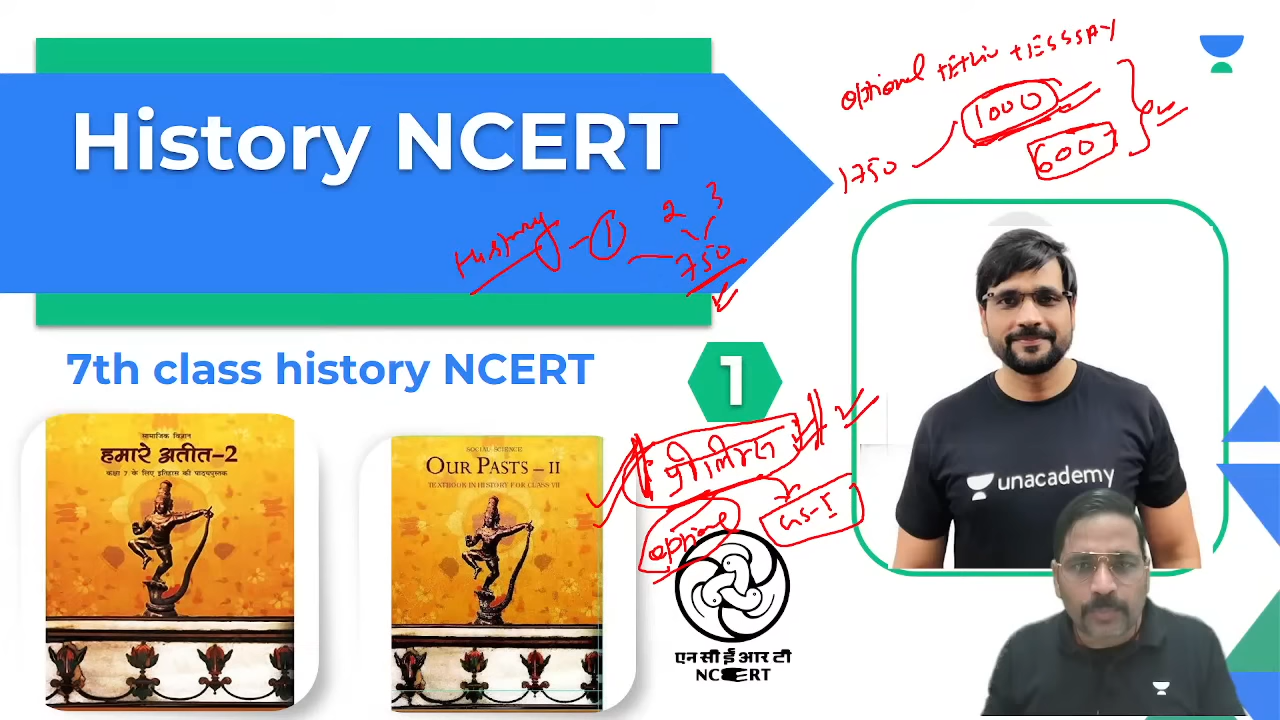 optional + Ethic + ESSSAY
1000
1750
600
History NCERT
History - 1
2 3
750
7th class history NCERT
1
सामाजिक विज्ञान
हमारे अतीत-2
कक्षा 7 के लिए इतिहास की पाठ्यपुस्तक
SOCIAL SCIENCE
OUR PASTS – II
TEXTBOOK IN HISTORY FOR CLASS VII
GS-I
unacademy
एन सी ई आर टी
NCERT